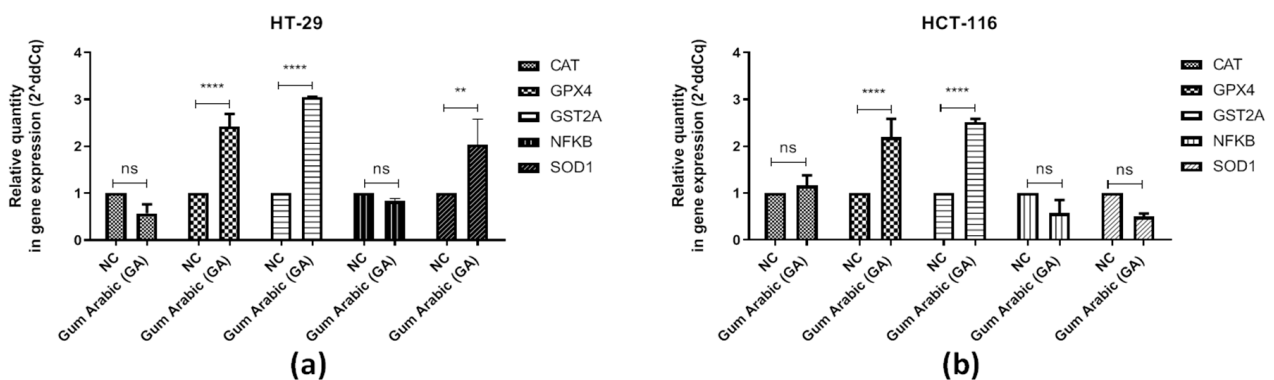 HT-29
Relative quantity
in gene expression (2^ddCq)
4
3
2
1
0
ns
****
****
ns
**
NC
Gum Arabic (GA)
NC
Gum Arabic (GA)
NC
Gum Arabic (GA)
NC
Gum Arabic (GA)
NC
Gum Arabic (GA)
CAT
GPX4
GST2A
NFKB
SOD1
(a)
HCT-116
Relative quantity
in gene expression (2^ddCq)
4
3
2
1
0
ns
****
****
ns
ns
NC
Gum Arabic (GA)
NC
Gum Arabic (GA)
NC
Gum Arabic (GA)
NC
Gum Arabic (GA)
NC
Gum Arabic (GA)
CAT
GPX4
GST2A
NFKB
SOD1
(b)